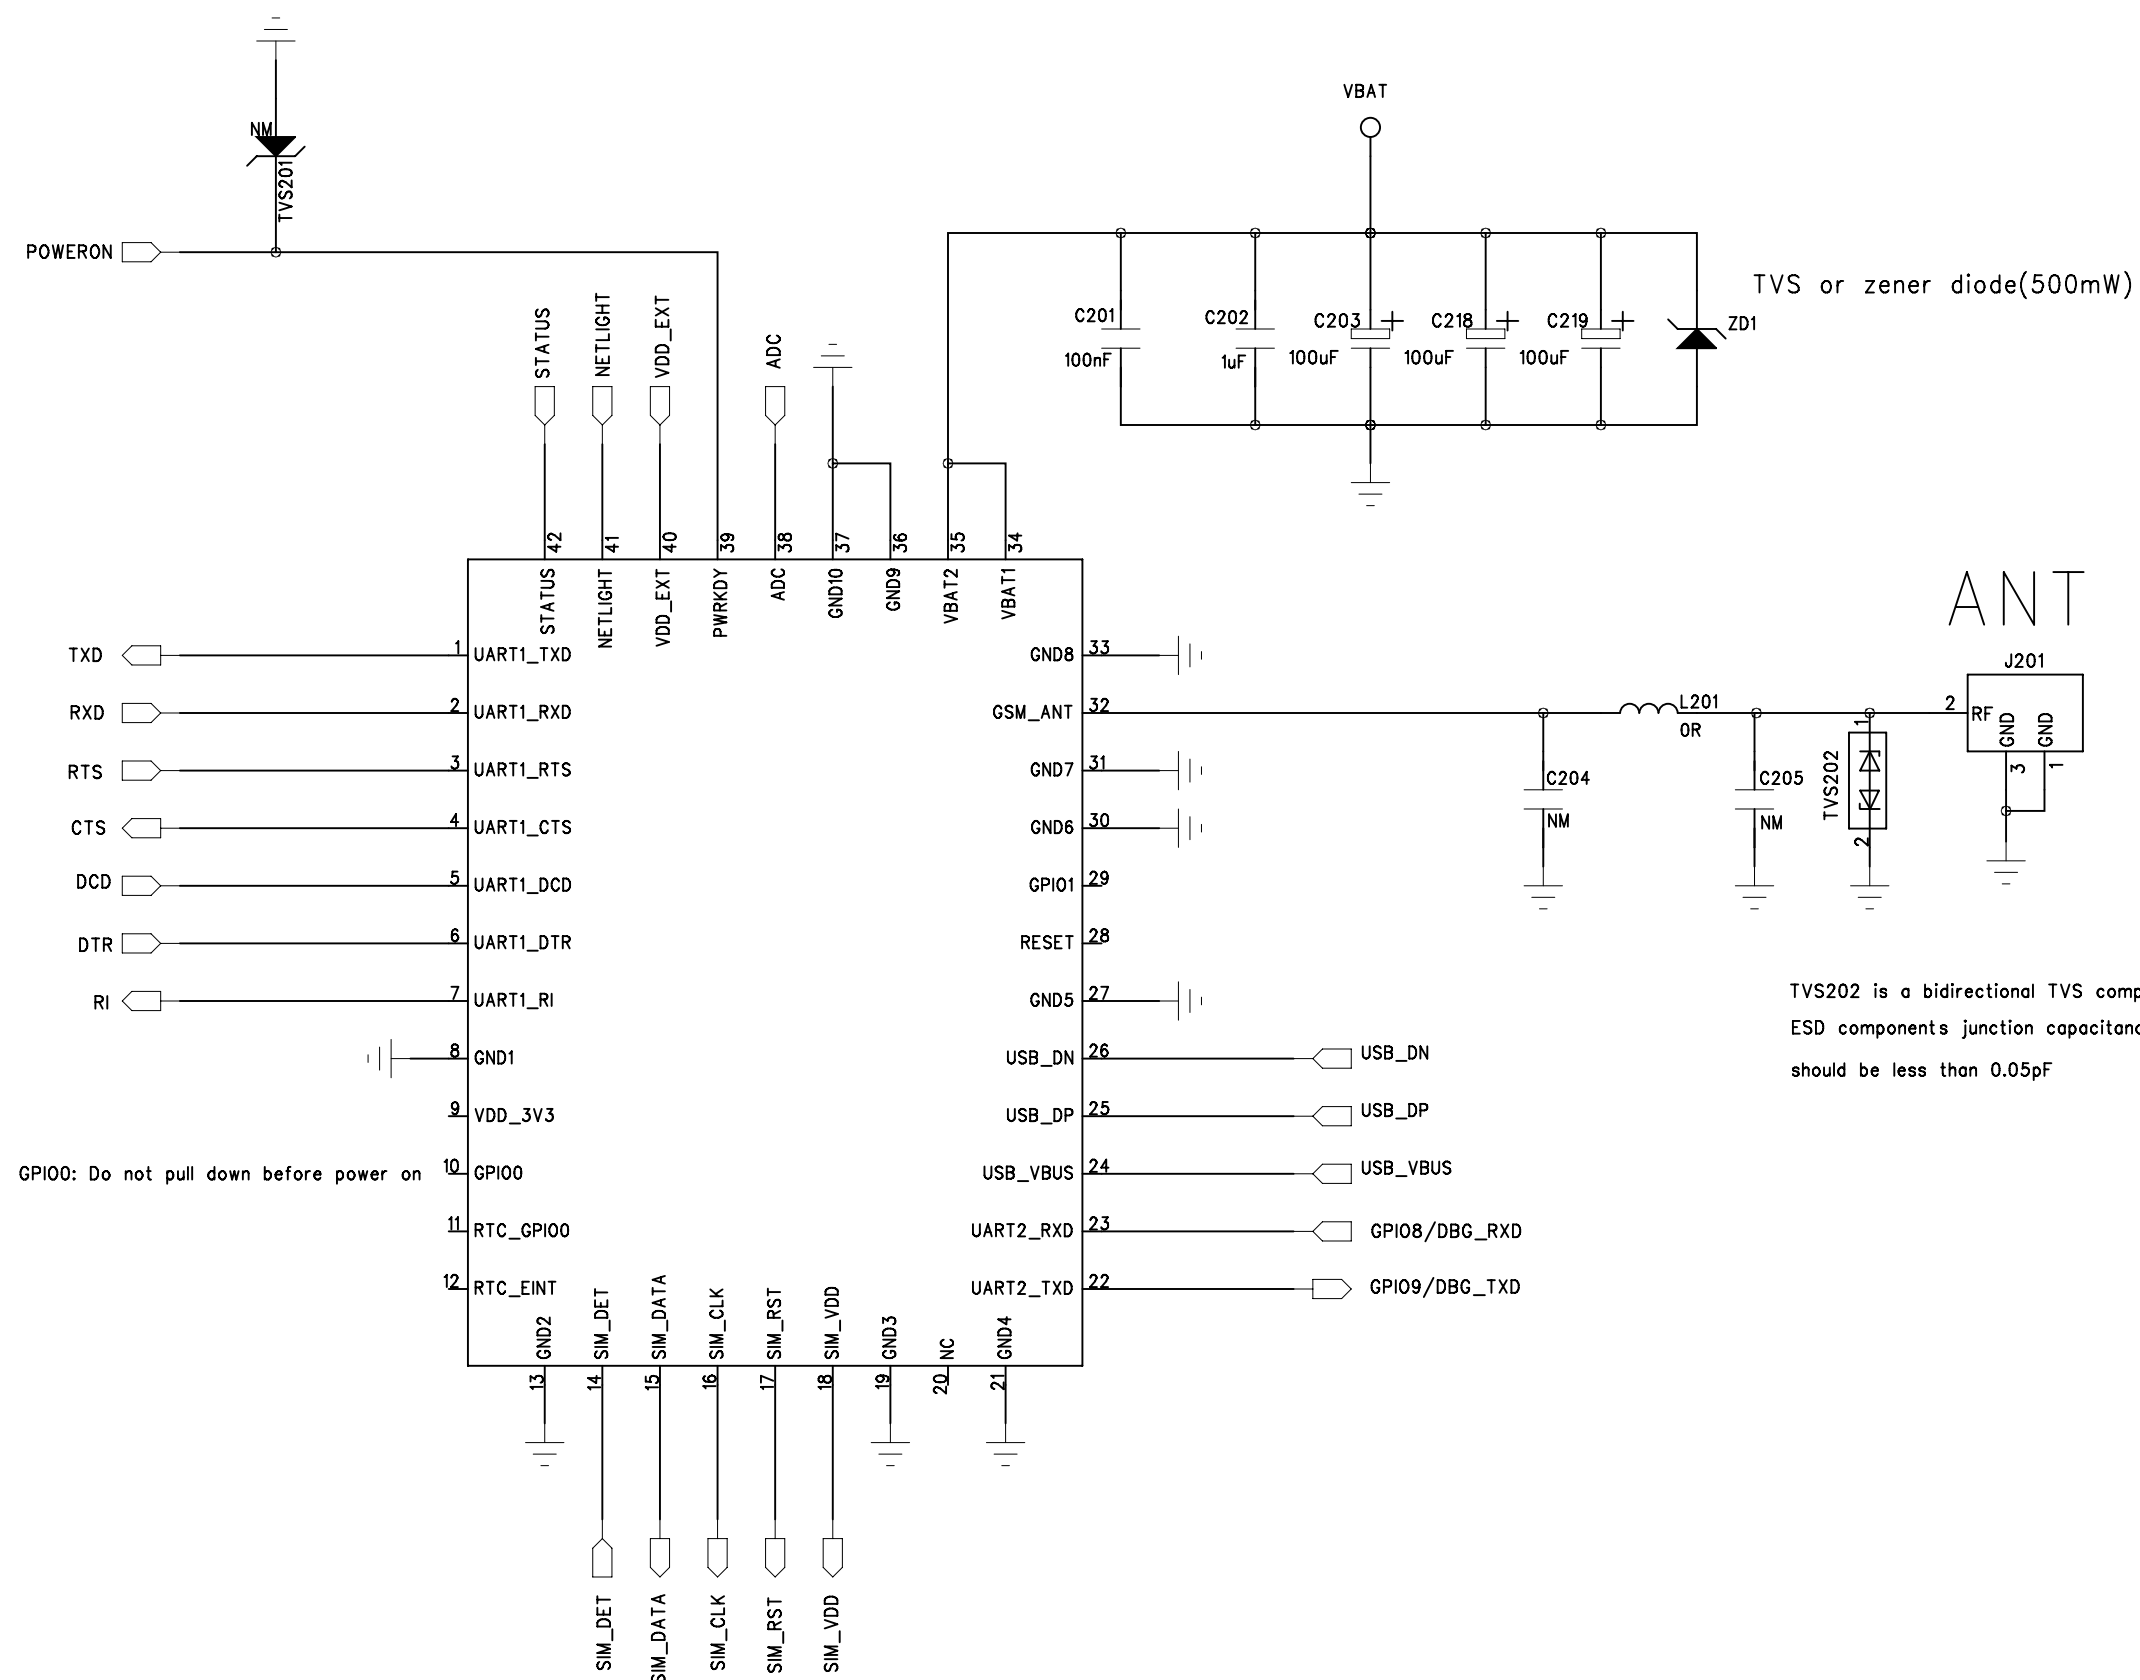 VBAT
NM
TVS201
POWERON
TVS or zener diode(500mW)
C201
100nF
C202
1uF
C203
100uF
C218
100uF
C219
100uF
ZD1
STATUS
NETLIGHT
VDD_EXT
ADC
42
41
40
39
38
37
36
35
34
STATUS
NETLIGHT
VDD_EXT
PWRKDY
ADC
GND10
GND9
VBAT2
VBAT1
ANT
J201
TXD
1
UART1_TXD
RXD
2
UART1_RXD
RTS
3
UART1_RTS
CTS
4
UART1_CTS
DCD
5
UART1_DCD
DTR
6
UART1_DTR
RI
7
UART1_RI
8
GND1
9
VDD_3V3
GPIO0: Do not pull down before power on
10
GPIO0
11
RTC_GPIO0
12
RTC_EINT
GND8
33
GSM_ANT
32
GND7
31
GND6
30
GPIO1
29
RESET
28
GND5
27
USB_DN
26
USB_DN
USB_DP
25
USB_DP
USB_VBUS
24
USB_VBUS
UART2_RXD
23
GPIO8/DBG_RXD
UART2_TXD
22
GPIO9/DBG_TXD
L201
0R
C204
NM
C205
NM
TVS202
1
2
2
RF
GND
GND
3
1
TVS202 is a bidirectional TVS comp
ESD components junction capacitanc
should be less than 0.05pF
GND2
SIM_DET
SIM_DATA
SIM_CLK
SIM_RST
SIM_VDD
GND3
NC
GND4
13
14
15
16
17
18
19
20
21
SIM_DET
SIM_DATA
SIM_CLK
SIM_RST
SIM_VDD